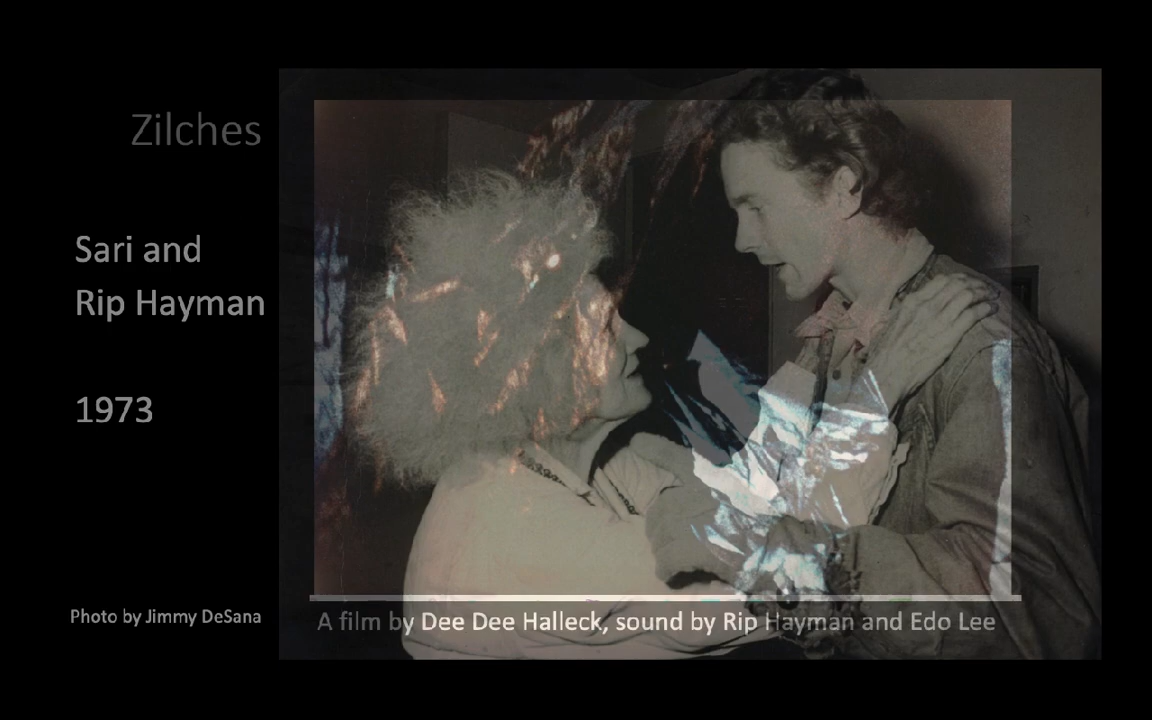 Zilches
Sari and
Rip Hayman
1973
Photo by Jimmy DeSana
A film by Dee Dee Halleck, sound by Rip Hayman and Edo Lee